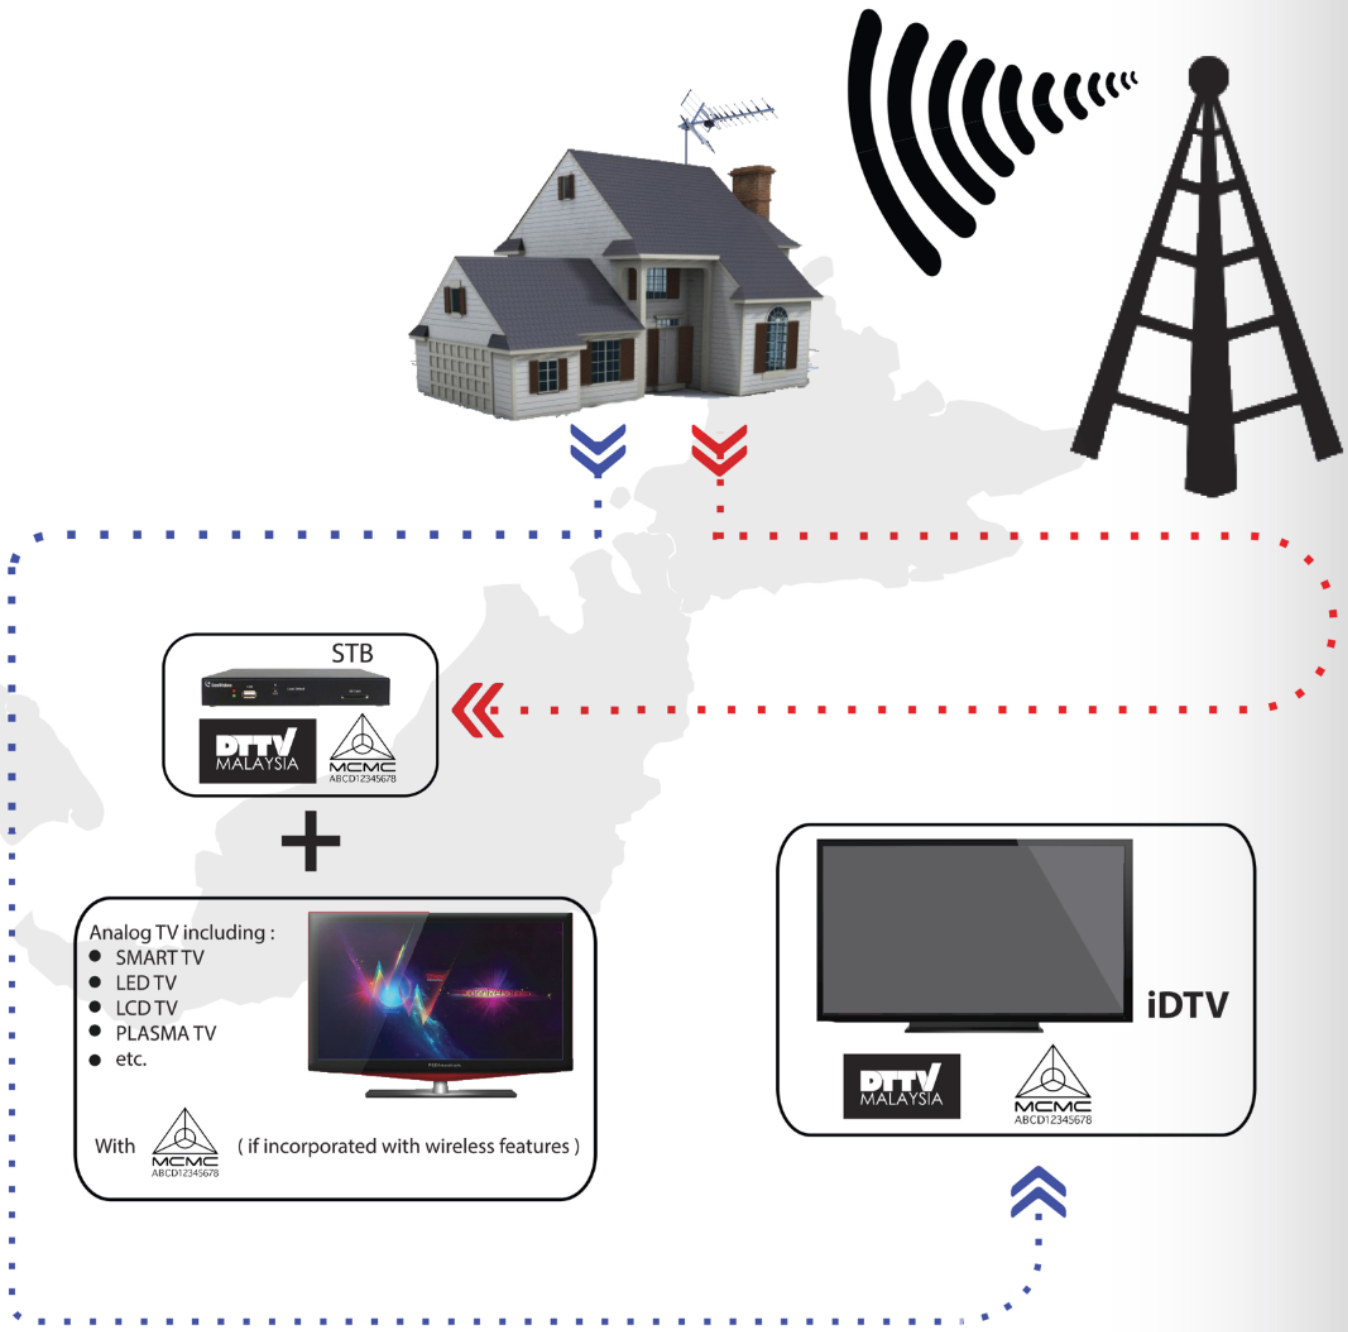 STB
DTTV
MALAYSIA
MCMC
ABCD12345678
Analog TV including :
SMART TV
LED TV
LCD TV
PLASMA TV
etc.
With
MCMC
ABCD12345678
( if incorporated with wireless features )
iDTV
DTTV
MALAYSIA
MCMC
ABCD12345678